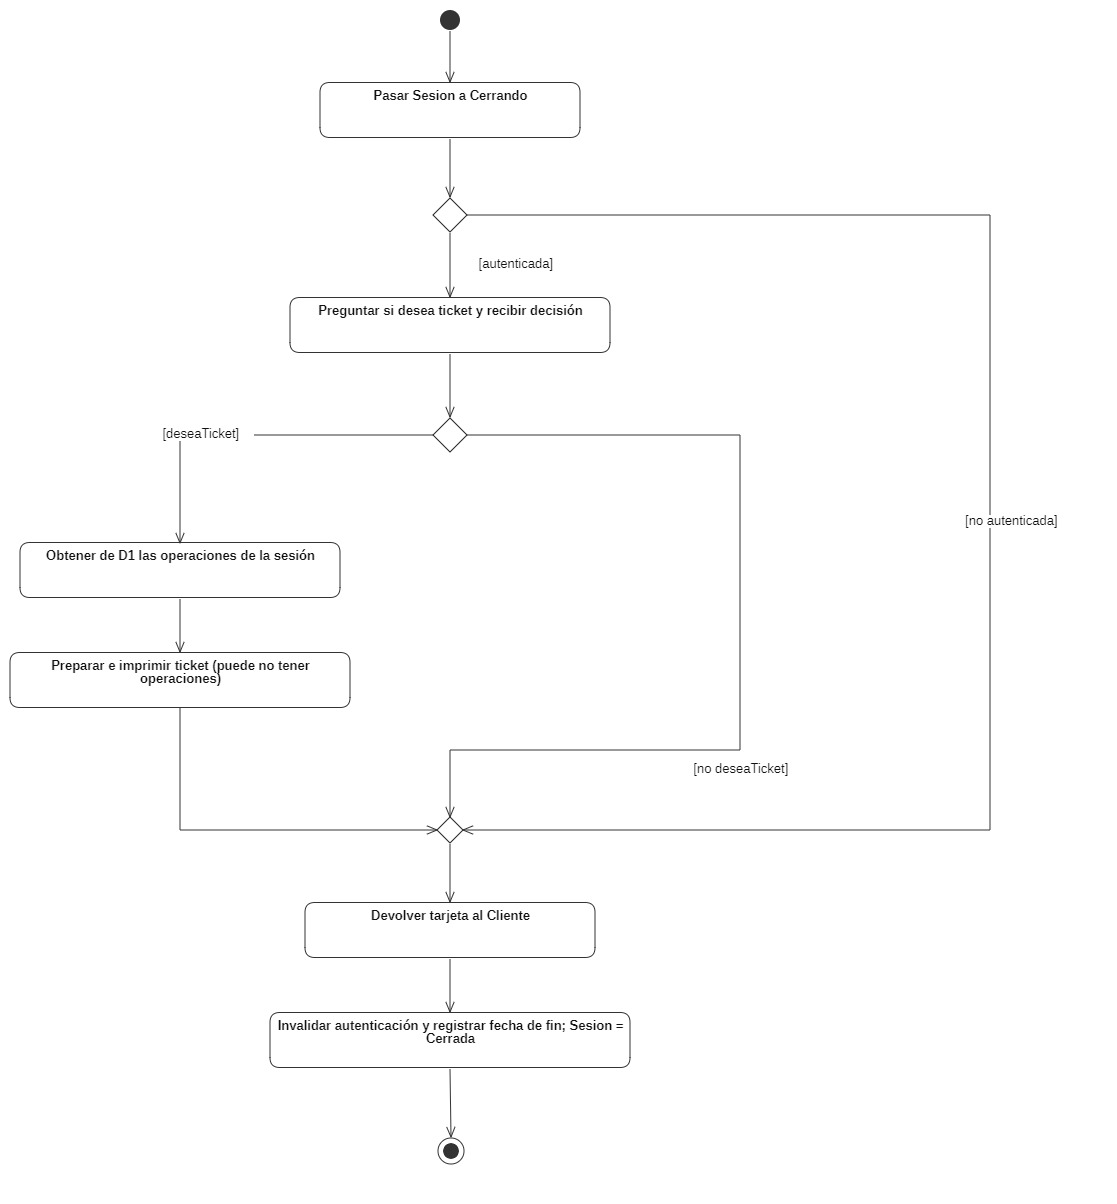 Pasar Sesion a Cerrando
[autenticada]
Preguntar si desea ticket y recibir decisión
[deseaTicket]
[no autenticada]
Obtener de D1 las operaciones de la sesión
Preparar e imprimir ticket (puede no tener
operaciones)
[no deseaTicket]
Devolver tarjeta al Cliente
Invalidar autenticación y registrar fecha de fin; Sesion =
Cerrada